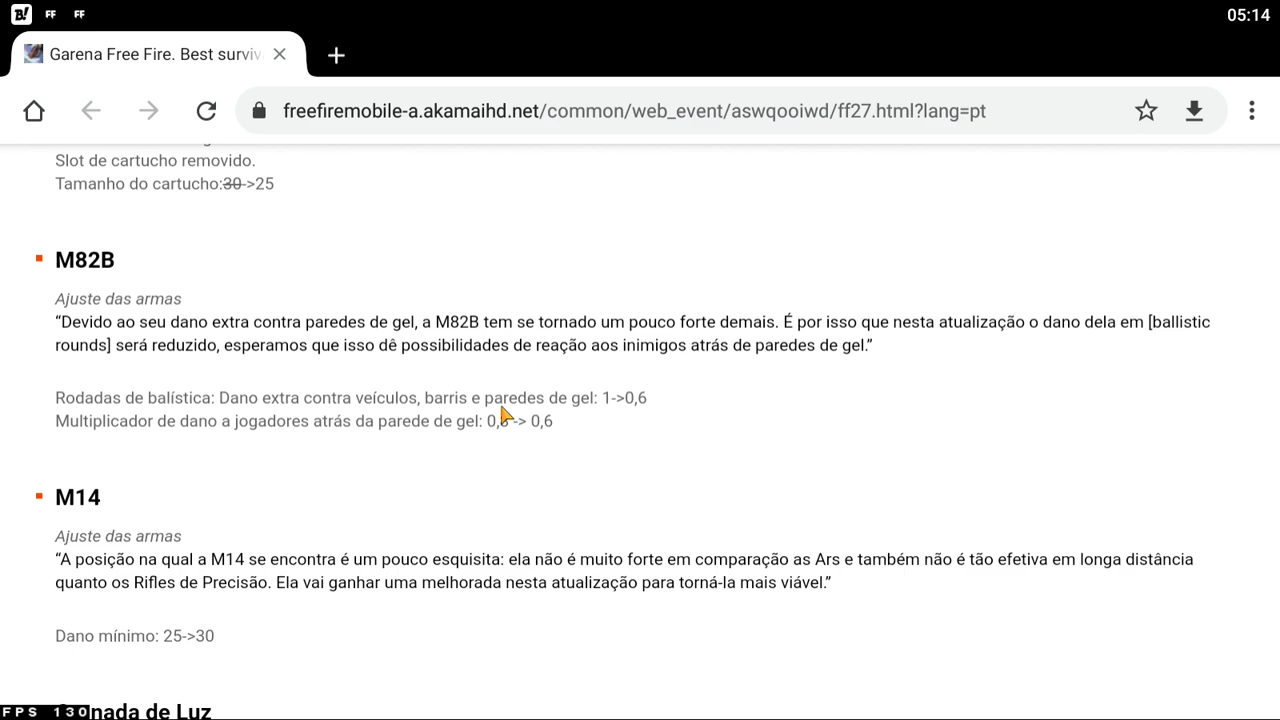 B!
FF
FF
05:14
Garena Free Fire. Best surviv
freefiremobile-a.akamaihd.net/common/web_event/aswqooiwd/ff27.html?lang=pt
Slot de cartucho removido.
Tamanho do cartucho:30->25
M82B
Ajuste das armas
“Devido ao seu dano extra contra paredes de gel, a M82B tem se tornado um pouco forte demais. É por isso que nesta atualização o dano dela em [ballistic
rounds] será reduzido, esperamos que isso dê possibilidades de reação aos inimigos atrás de paredes de gel.”
Rodadas de balística: Dano extra contra veículos, barris e paredes de gel: 1->0,6
Multiplicador de dano a jogadores atrás da parede de gel: -> 0,6
M14
Ajuste das armas
“A posição na qual a M14 se encontra é um pouco esquisita: ela não é muito forte em comparação as Ars e também não é tão efetiva em longa distância
quanto os Rifles de Precisão. Ela vai ganhar uma melhorada nesta atualização para torná-la mais viável.”
Dano mínimo: 25->30
FPS 130
de Luz